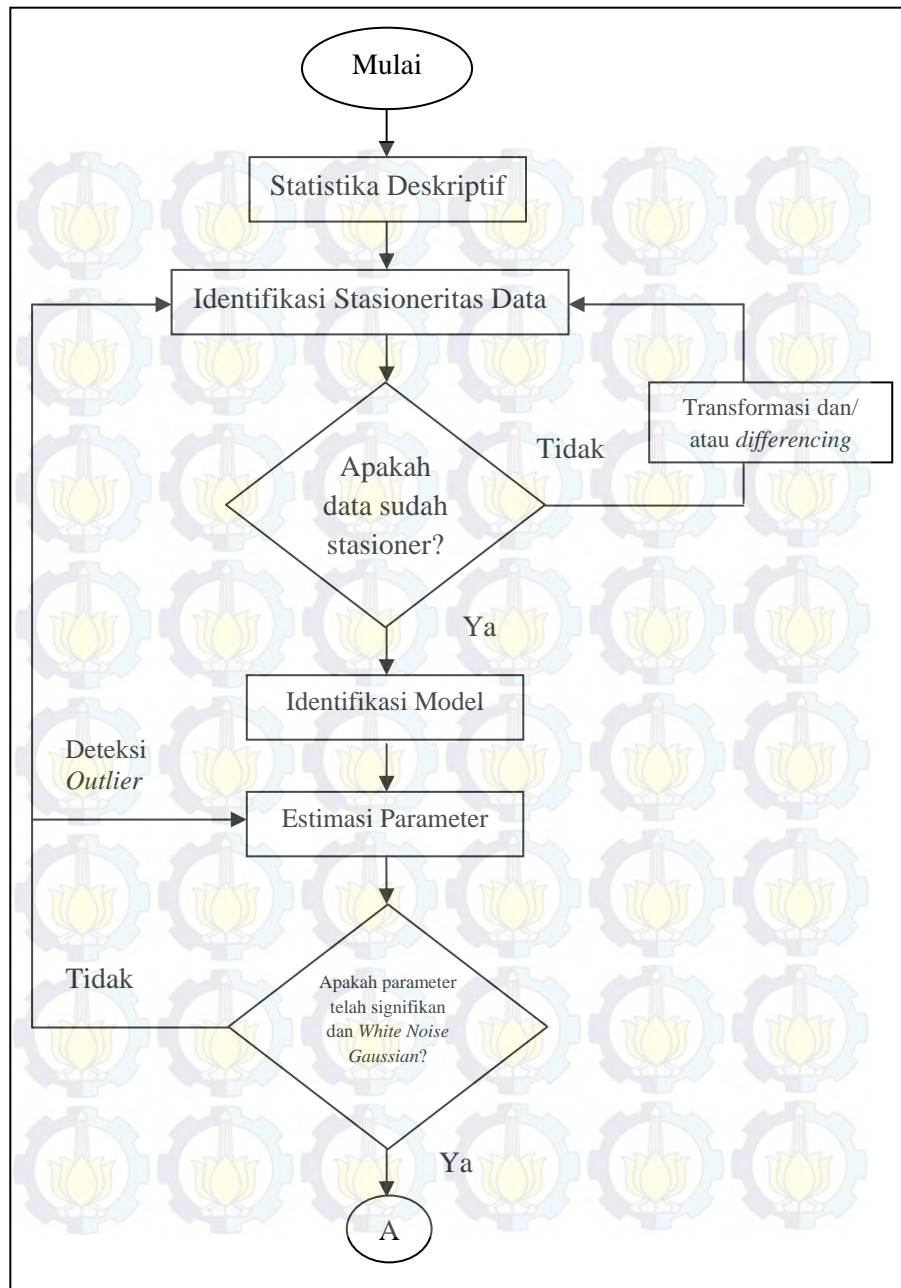 Mulai
Statistika Deskriptif
Identifikasi Stasioneritas Data
Transformasi dan/
atau differencing
Tidak
Apakah
data sudah
stasioner?
Ya
Identifikasi Model
Deteksi
Outlier
Estimasi Parameter
Tidak
Apakah parameter
telah signifikan
dan White Noise
Gaussian?
Ya
A